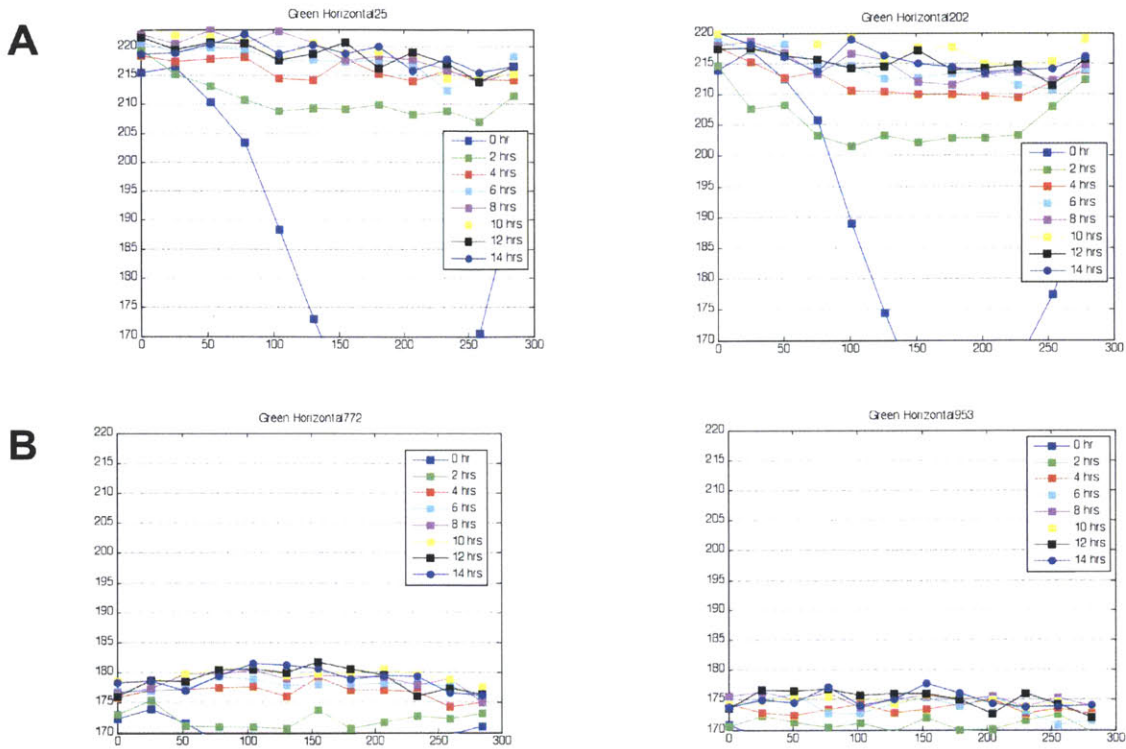 A
Green Horizontal25
220
215
210
205
200
195
190
185
180
175
170
0
50
100
150
200
250
300
0 hr
2 hrs
4 hrs
6 hrs
8 hrs
10 hrs
12 hrs
14 hrs
Green Horizontal202
220
215
210
205
200
195
190
185
180
175
170
0
50
100
150
200
250
300
0 hr
2 hrs
4 hrs
6 hrs
8 hrs
10 hrs
12 hrs
14 hrs
B
Green Horizontal772
220
215
210
205
200
195
190
185
180
175
170
0
50
100
150
200
250
300
0 hr
2 hrs
4 hrs
6 hrs
8 hrs
10 hrs
12 hrs
14 hrs
Green Horizontal953
220
215
210
205
200
195
190
185
180
175
170
0
50
100
150
200
250
300
0 hr
2 hrs
4 hrs
6 hrs
8 hrs
10 hrs
12 hrs
14 hrs